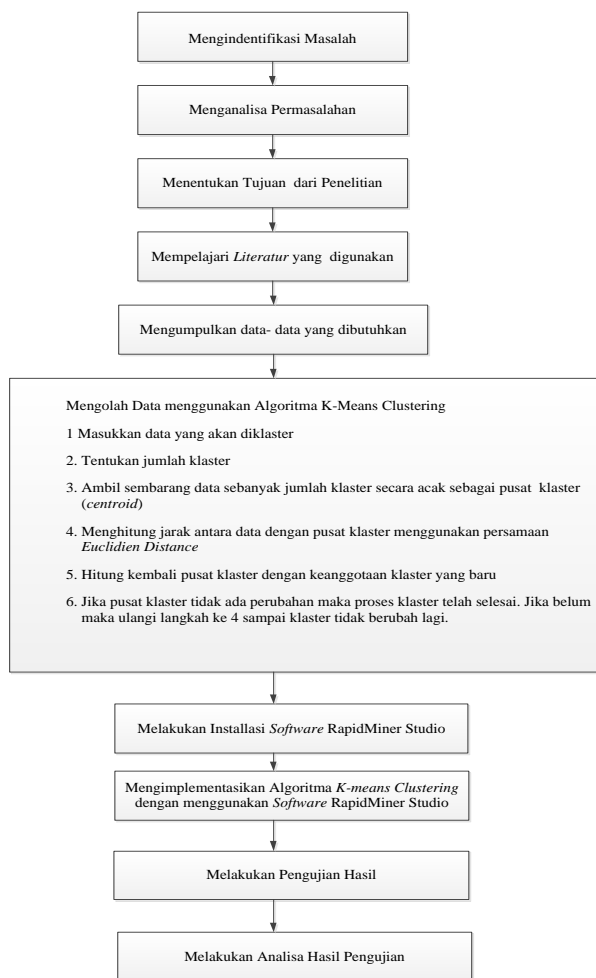 Mengindentifikasi Masalah
Menganalisa Permasalahan
Menentukan Tujuan dari Penelitian
Mempelajari Literatur yang digunakan
Mengumpulkan data- data yang dibutuhkan
Mengolah Data menggunakan Algoritma K-Means Clustering
1 Masukkan data yang akan diklaster
2. Tentukan jumlah klaster
3. Ambil sembarang data sebanyak jumlah klaster secara acak sebagai pusat klaster
(centroid)
4. Menghitung jarak antara data dengan pusat klaster menggunakan persamaan
Euclidien Distance
5. Hitung kembali pusat klaster dengan keanggotaan klaster yang baru
6. Jika pusat klaster tidak ada perubahan maka proses klaster telah selesai. Jika belum
maka ulangi langkah ke 4 sampai klaster tidak berubah lagi.
Melakukan Installasi Software RapidMiner Studio
Mengimplementasikan Algoritma K-means Clustering
dengan menggunakan Software RapidMiner Studio
Melakukan Pengujian Hasil
Melakukan Analisa Hasil Pengujian